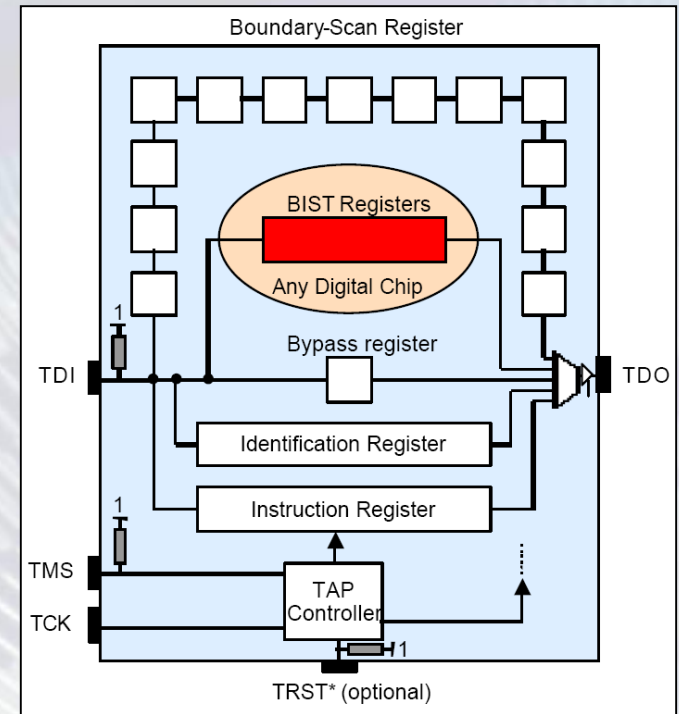 Boundary-Scan Register
BIST Registers
Any Digital Chip
1
Bypass register
TDI
TDO
Identification Register
1
Instruction Register
TMS
TAP
Controller
TCK
1
TRST* (optional)